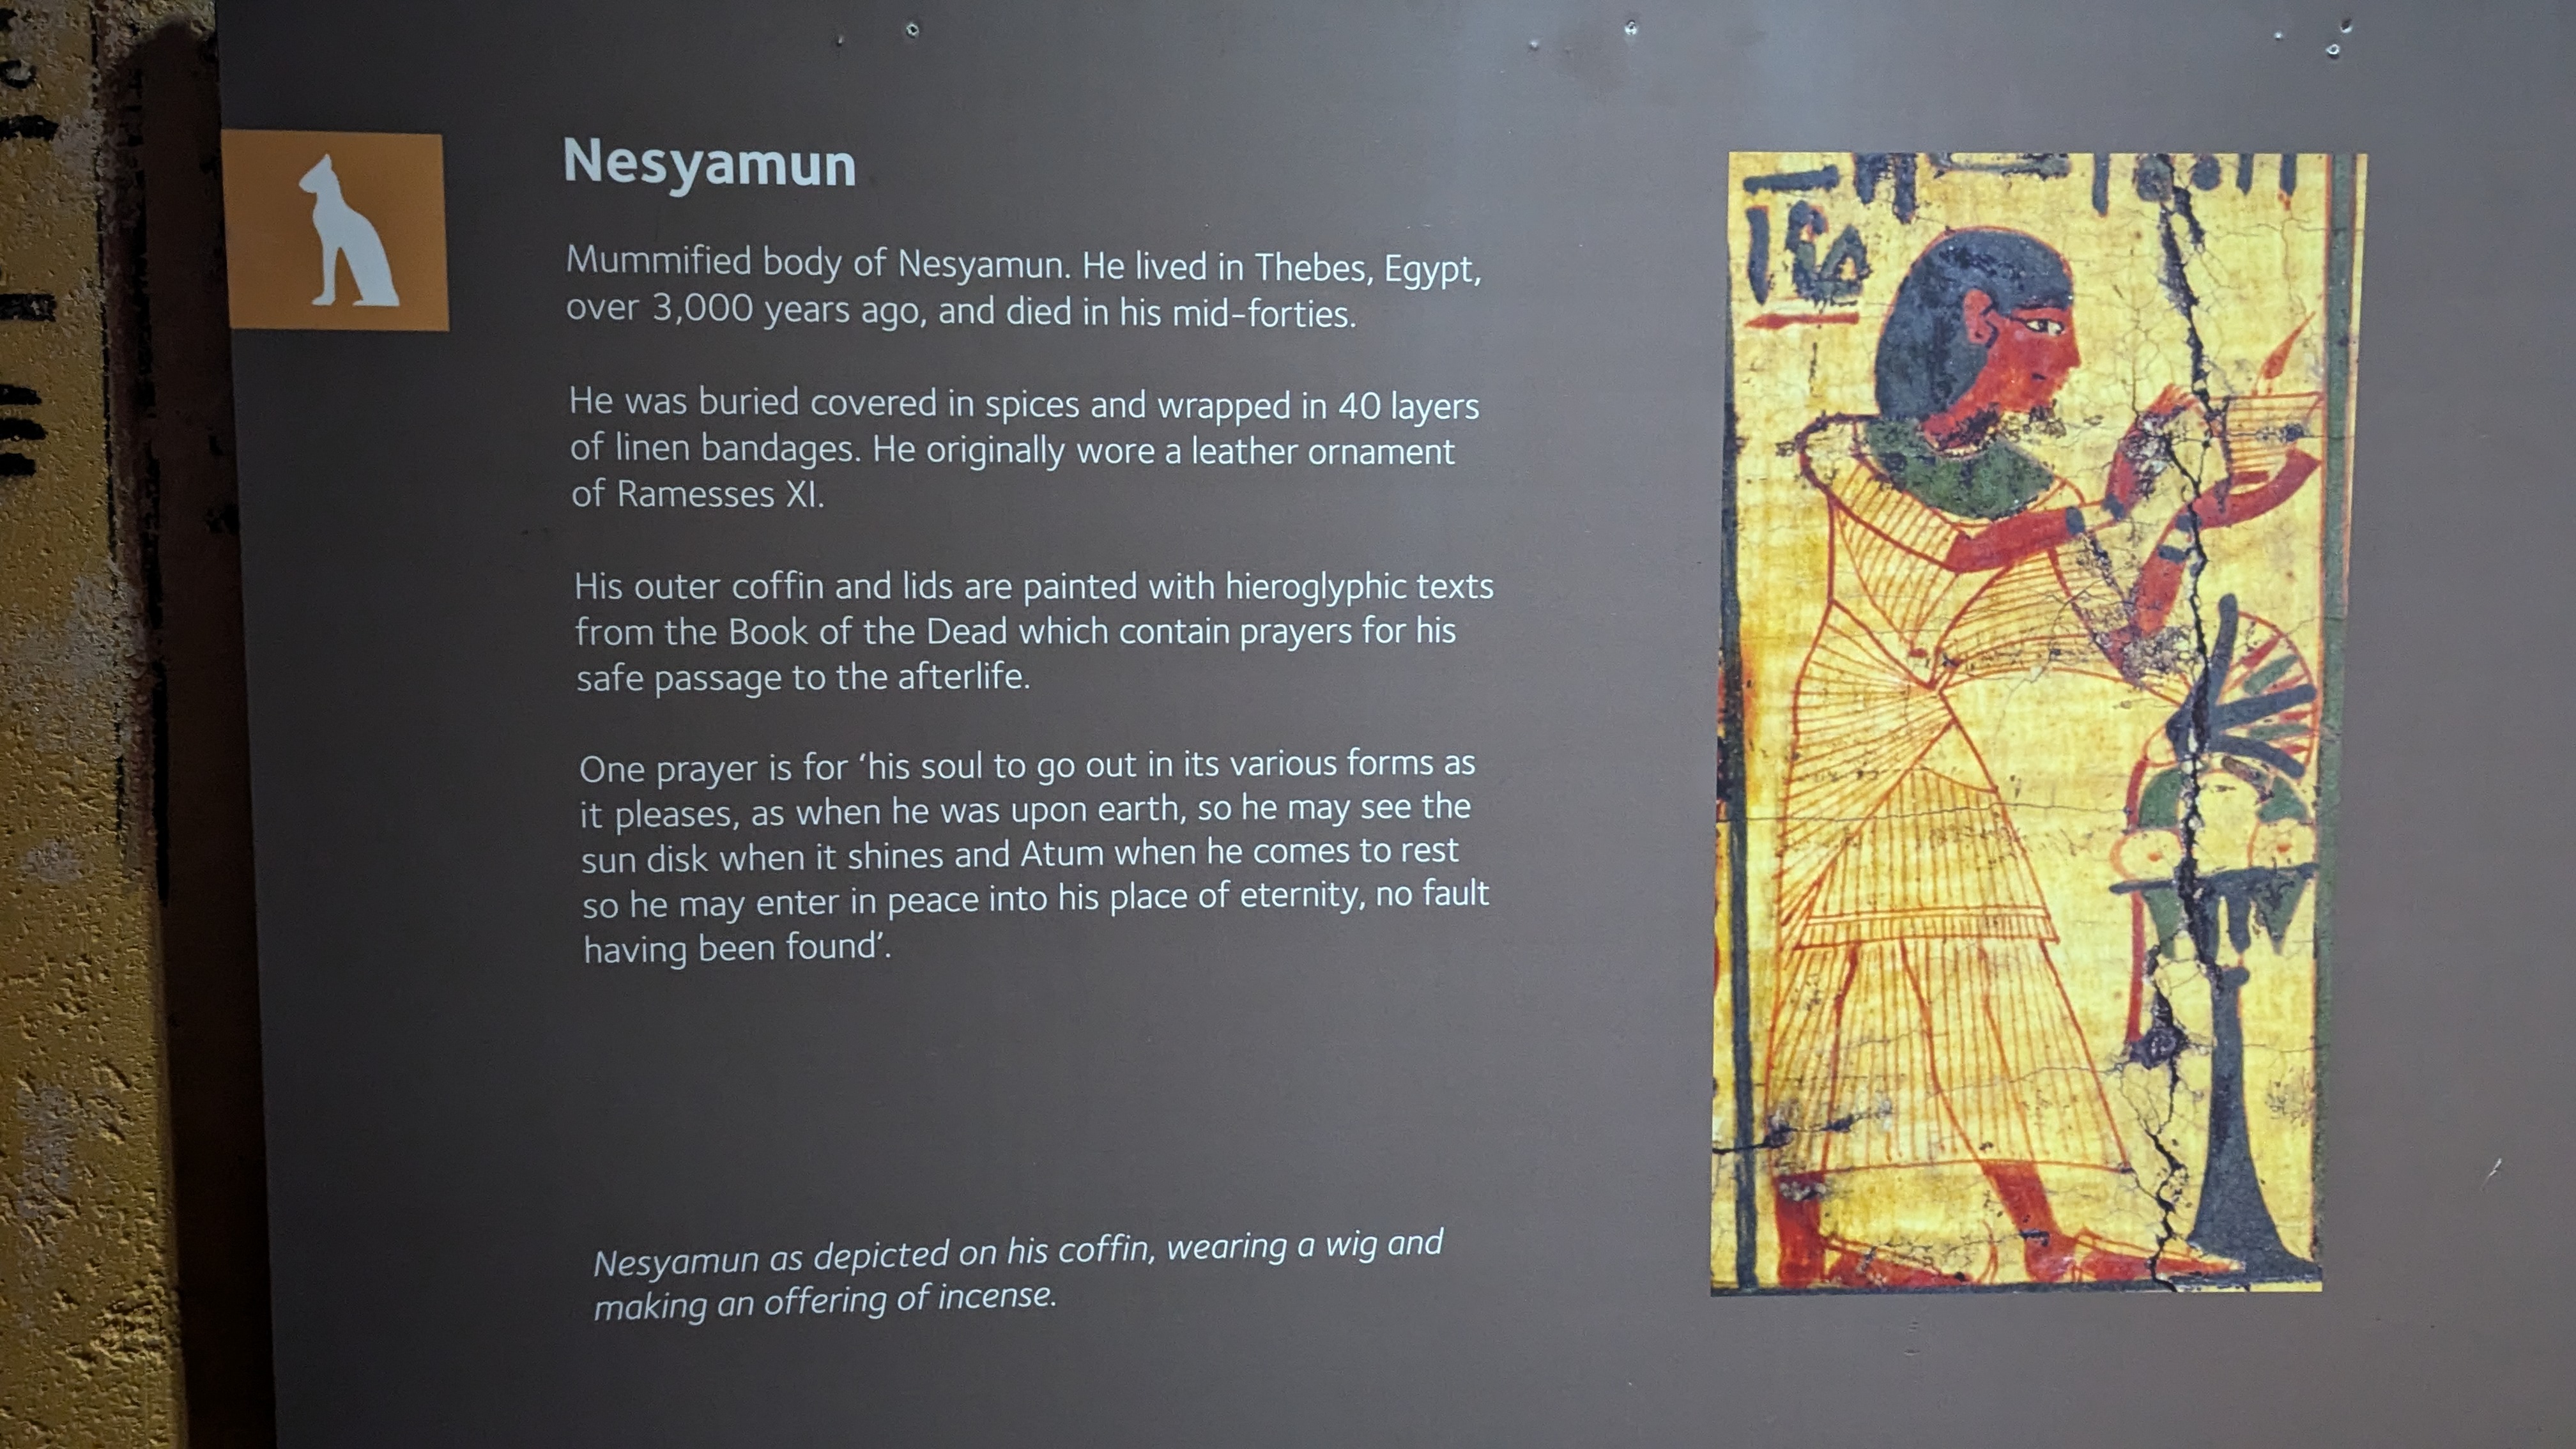 Nesyamun
Mummified body of Nesyamun. He lived in Thebes, Egypt,
over 3,000 years ago, and died in his mid-forties.
He was buried covered in spices and wrapped in 40 layers
of linen bandages. He originally wore a leather ornament
of Ramesses XI.
His outer coffin and lids are painted with hieroglyphic texts
from the Book of the Dead which contain prayers for his
safe passage to the afterlife.
One prayer is for ‘his soul to go out in its various forms as
it pleases, as when he was upon earth, so he may see the
sun disk when it shines and Atum when he comes to rest
so he may enter in peace into his place of eternity, no fault
having been found’.
Nesyamun as depicted on his coffin, wearing a wig and
making an offering of incense.